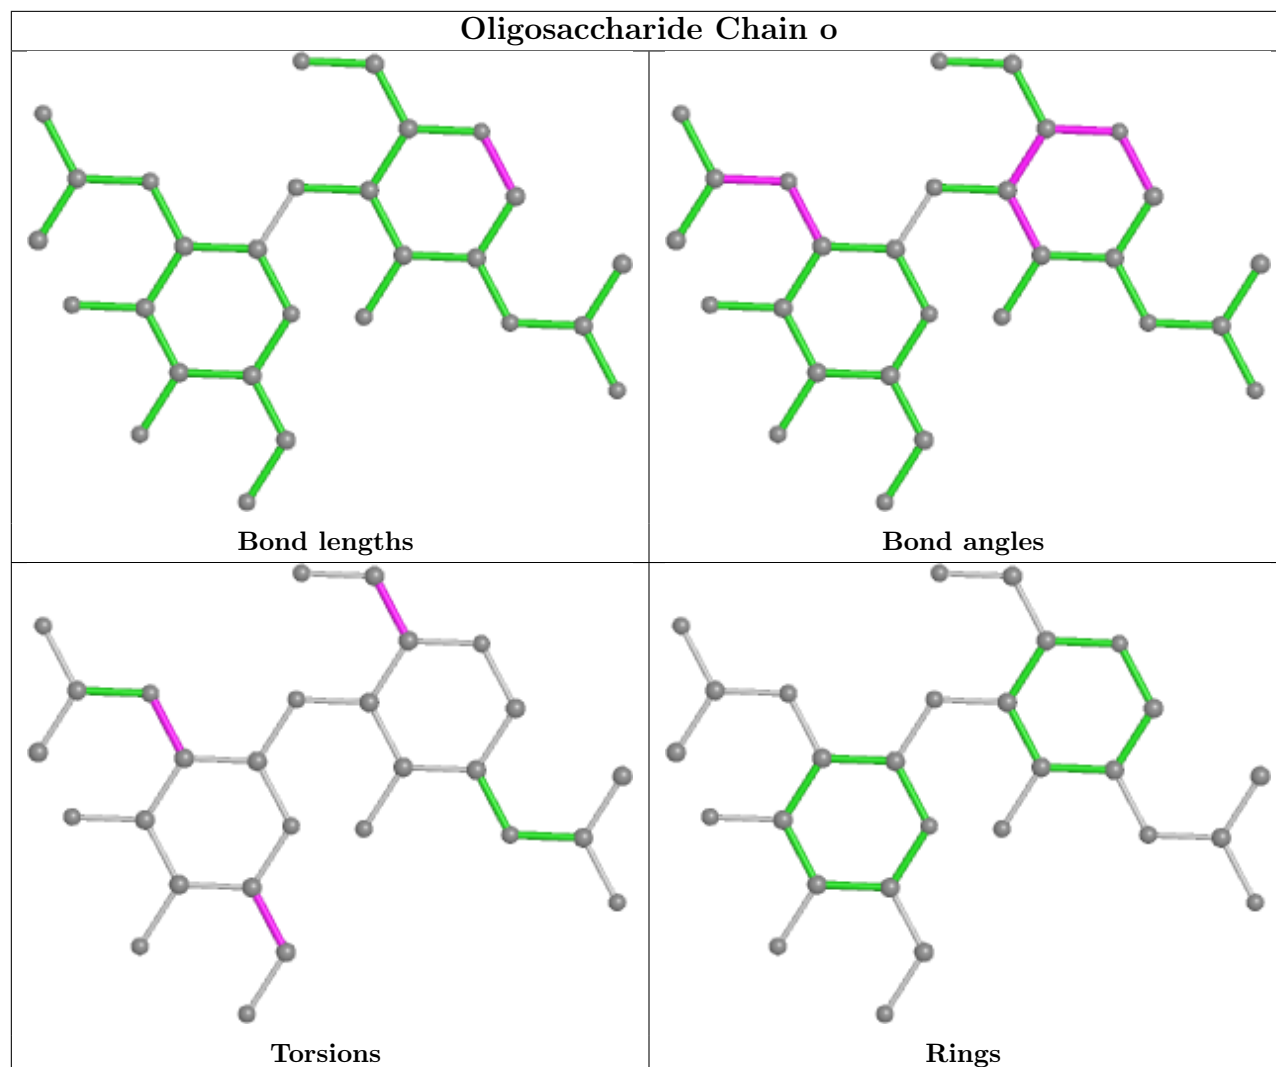 Oligosaccharide Chain o
Bond lengths
Bond angles
Torsions
Rings